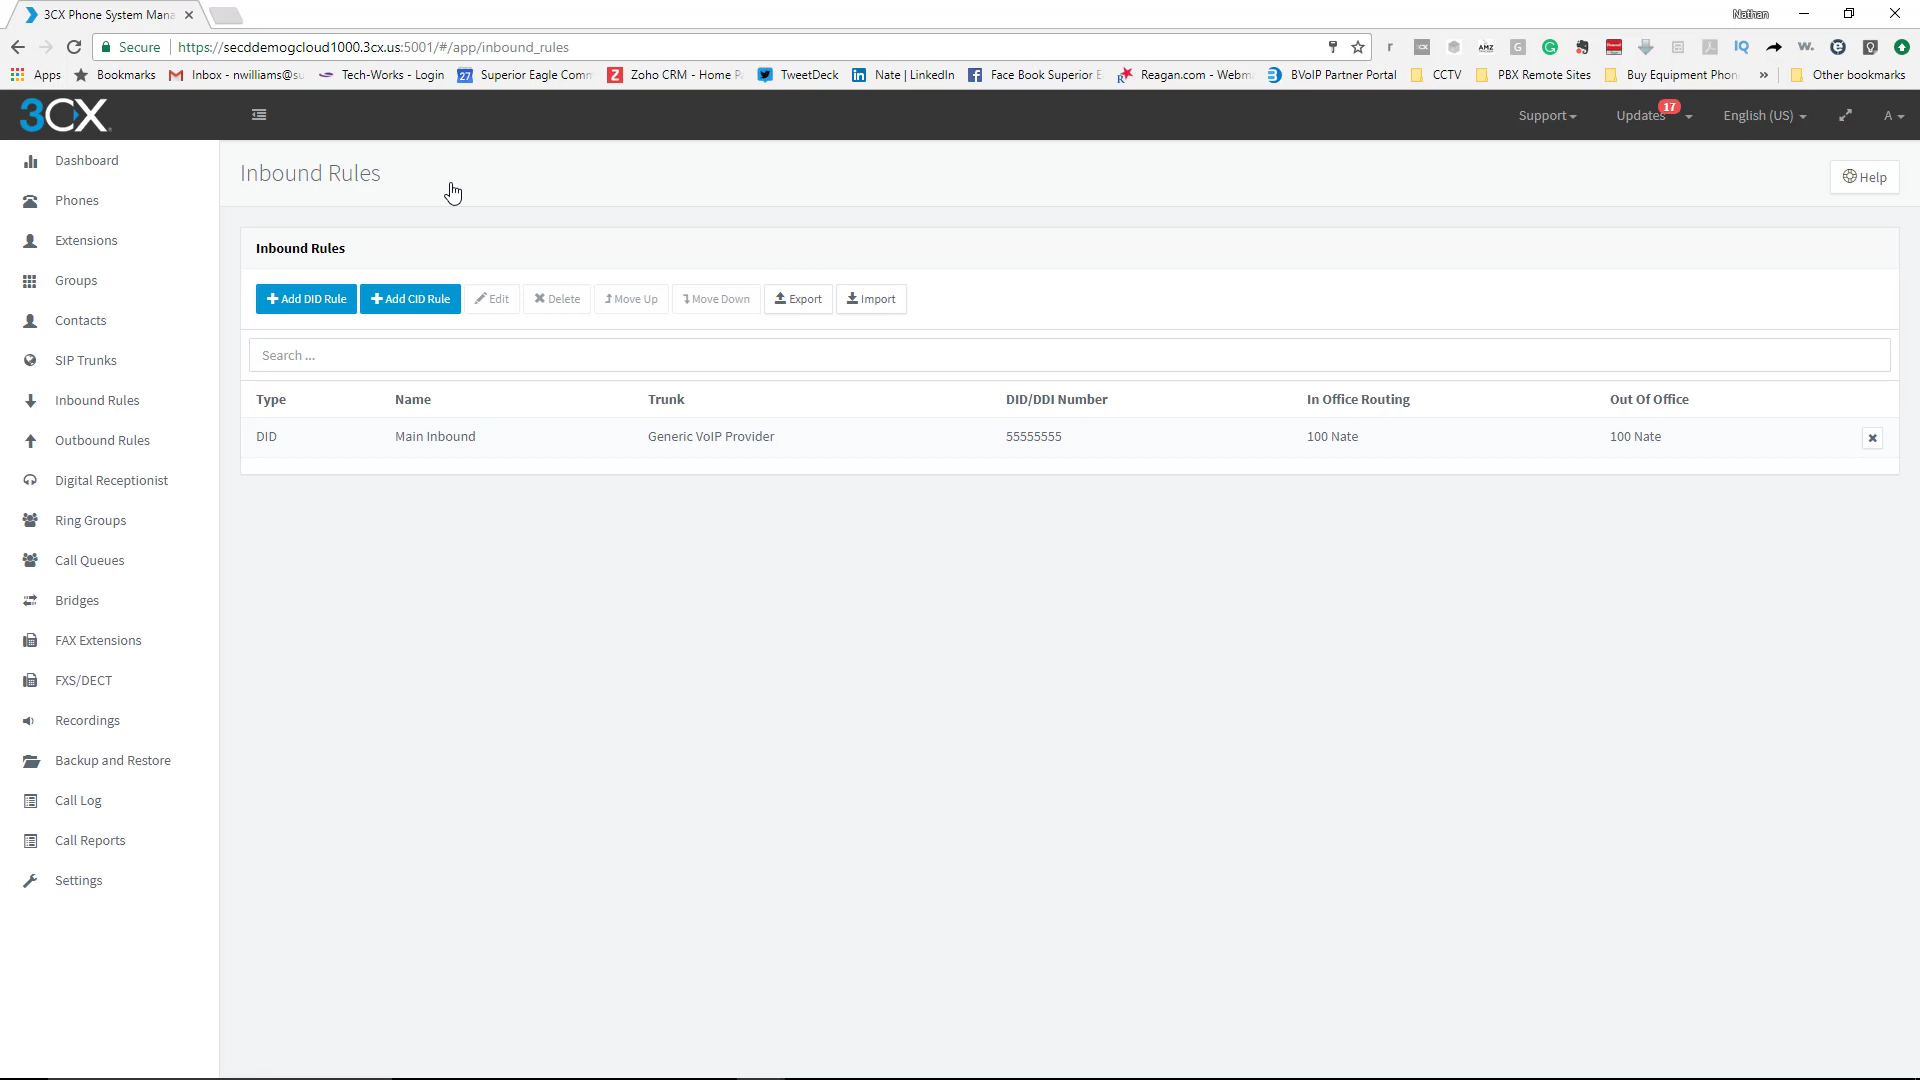 3CX Phone System Mana
Nathan
Secure https://secddemogcloud1000.3cx.us:5001/#/app/inbound_rules
Apps Bookmarks Inbox - nwilliams@su Tech-Works - Login 27 Superior Eagle Comm Zoho CRM - Home Pa TweetDeck Nate | LinkedIn Face Book Superior E Reagan.com - Webma BVoIP Partner Portal CCTV PBX Remote Sites Buy Equipment Phon » Other bookmarks
3CX
Support Updates 17 English (US) A
Dashboard
Phones
Extensions
Groups
Contacts
SIP Trunks
Inbound Rules
Outbound Rules
Digital Receptionist
Ring Groups
Call Queues
Bridges
FAX Extensions
FXS/DECT
Recordings
Backup and Restore
Call Log
Call Reports
Settings
Inbound Rules
Help
Inbound Rules
Add DID Rule Add CID Rule Edit Delete Move Up Move Down Export Import
Search ...
Type Name Trunk DID/DDI Number In Office Routing Out Of Office
DID Main Inbound Generic VoIP Provider 55555555 100 Nate 100 Nate